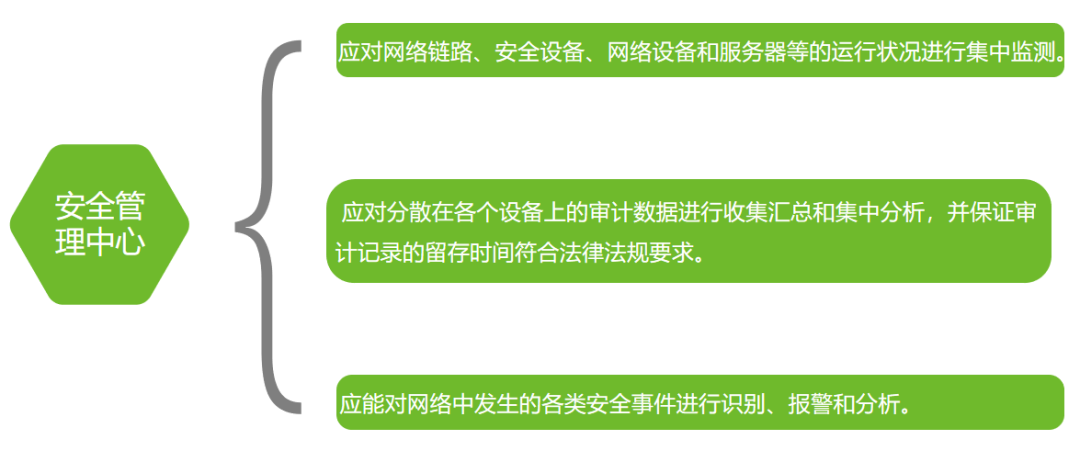 安全管
理中心
应对网络链路、安全设备、网络设备和服务器等的运行状况进行集中监测。
应对分散在各个设备上的审计数据进行收集汇总和集中分析，并保证审
计记录的留存时间符合法律法规要求。
应能对网络中发生的各类安全事件进行识别、报警和分析。